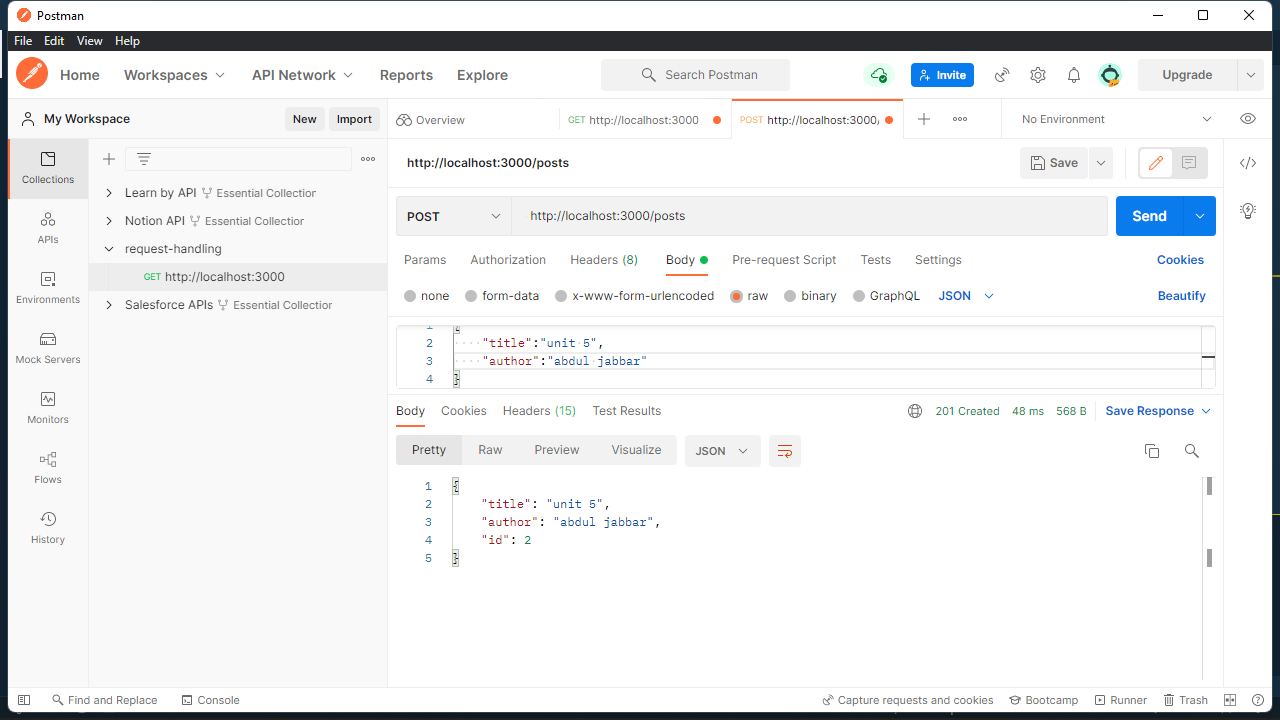 Postman
File Edit View Help
Home Workspaces API Network Reports Explore Search Postman Invite Upgrade
My Workspace New Import
Overview GET http://localhost:3000 POST http://localhost:3000/ No Environment
Collections
APIs
Environments
Mock Servers
Monitors
Flows
History
Learn by API Essential Collection
Notion API Essential Collection
request-handling
GET http://localhost:3000
Salesforce APIs Essential Collection
http://localhost:3000/posts Save
POST http://localhost:3000/posts Send
Params Authorization Headers (8) Body Pre-request Script Tests Settings Cookies
none form-data x-www-form-urlencoded raw binary GraphQL JSON Beautify
1 {
2 "title":"unit 5",
3 "author":"abdul jabbar"
4 }
Body Cookies Headers (15) Test Results 201 Created 48 ms 568 B Save Response
Pretty Raw Preview Visualize JSON
1 {
2 "title": "unit 5",
3 "author": "abdul jabbar",
4 "id": 2
5 }
Find and Replace Console Capture requests and cookies Bootcamp Runner Trash